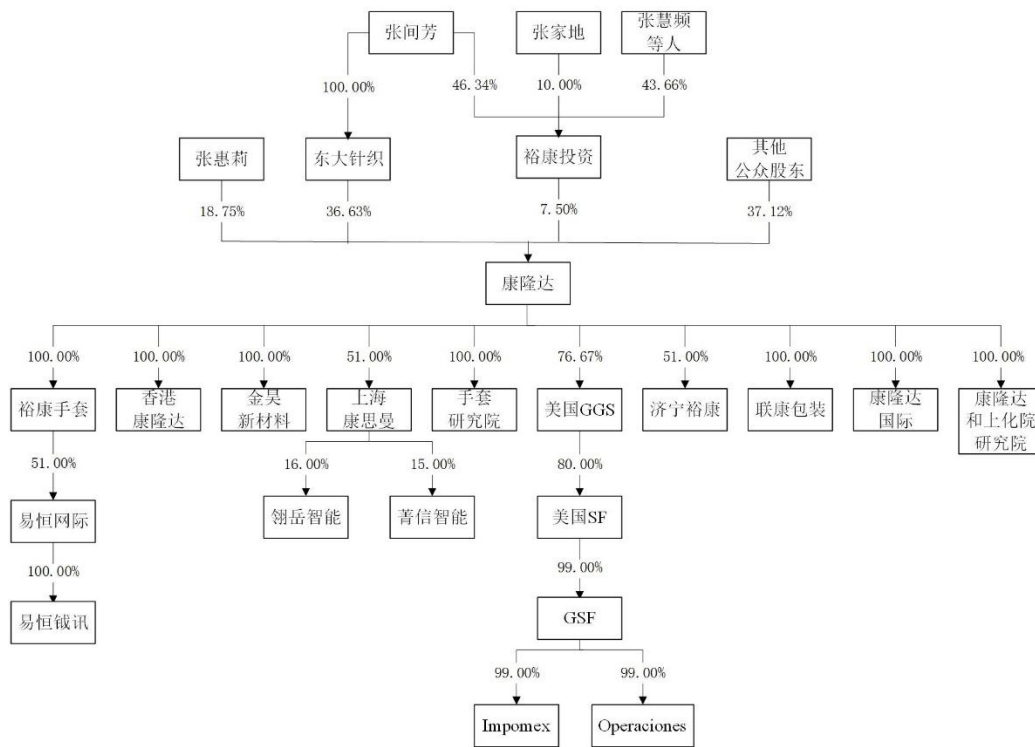 张间芳
张家地
张慧频
等人
100.00%
46.34%
10.00%
43.66%
张惠莉
东大针织
裕康投资
其他
公众股东
18.75%
36.63%
7.50%
37.12%
康隆达
100.00%
100.00%
100.00%
51.00%
100.00%
76.67%
51.00%
100.00%
100.00%
100.00%
裕康手套
香港
康隆达
金昊
新材料
上海
康思曼
手套
研究院
美国GGS
济宁裕康
联康包装
康隆达
国际
康隆达
和上化院
研究院
51.00%
16.00%
15.00%
80.00%
易恒网际
翎岳智能
菁信智能
美国SF
100.00%
99.00%
易恒钺讯
GSF
99.00%
99.00%
Impomex
Operaciones